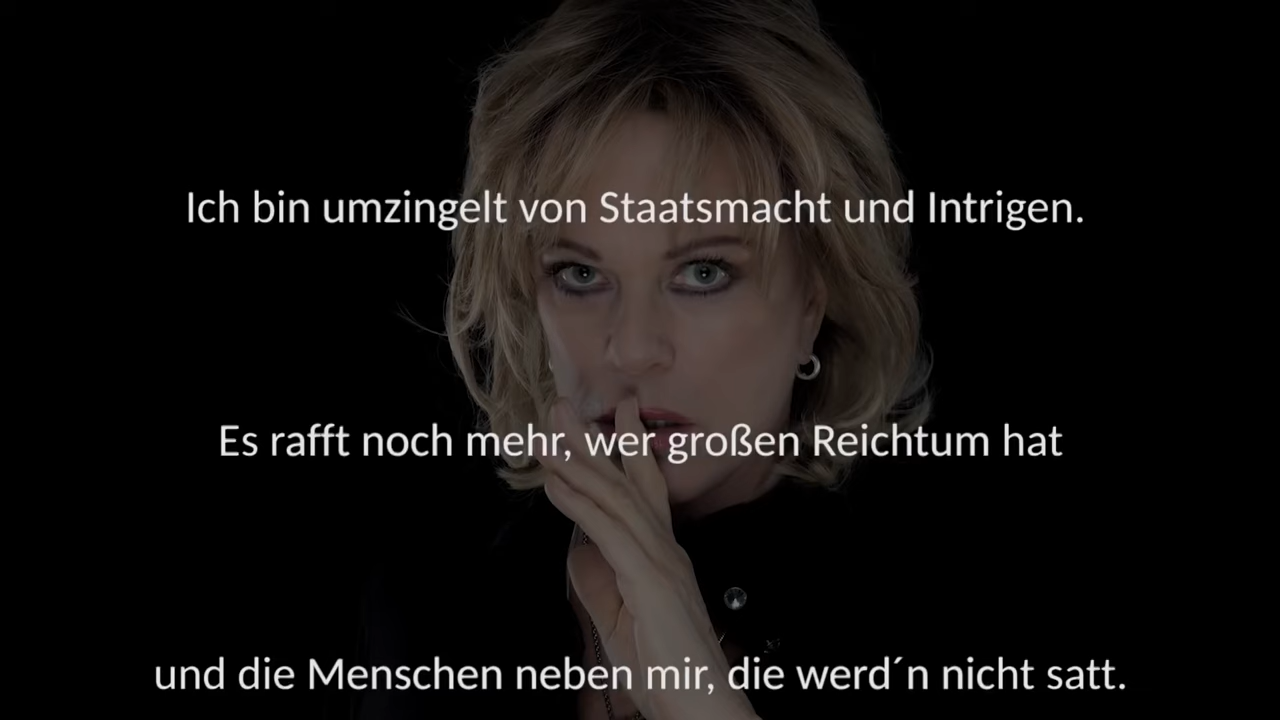 Ich bin umzingelt von Staatsmacht und Intrigen.
Es rafft noch mehr, wer großen Reichtum hat
und die Menschen neben mir, die werd´n nicht satt.